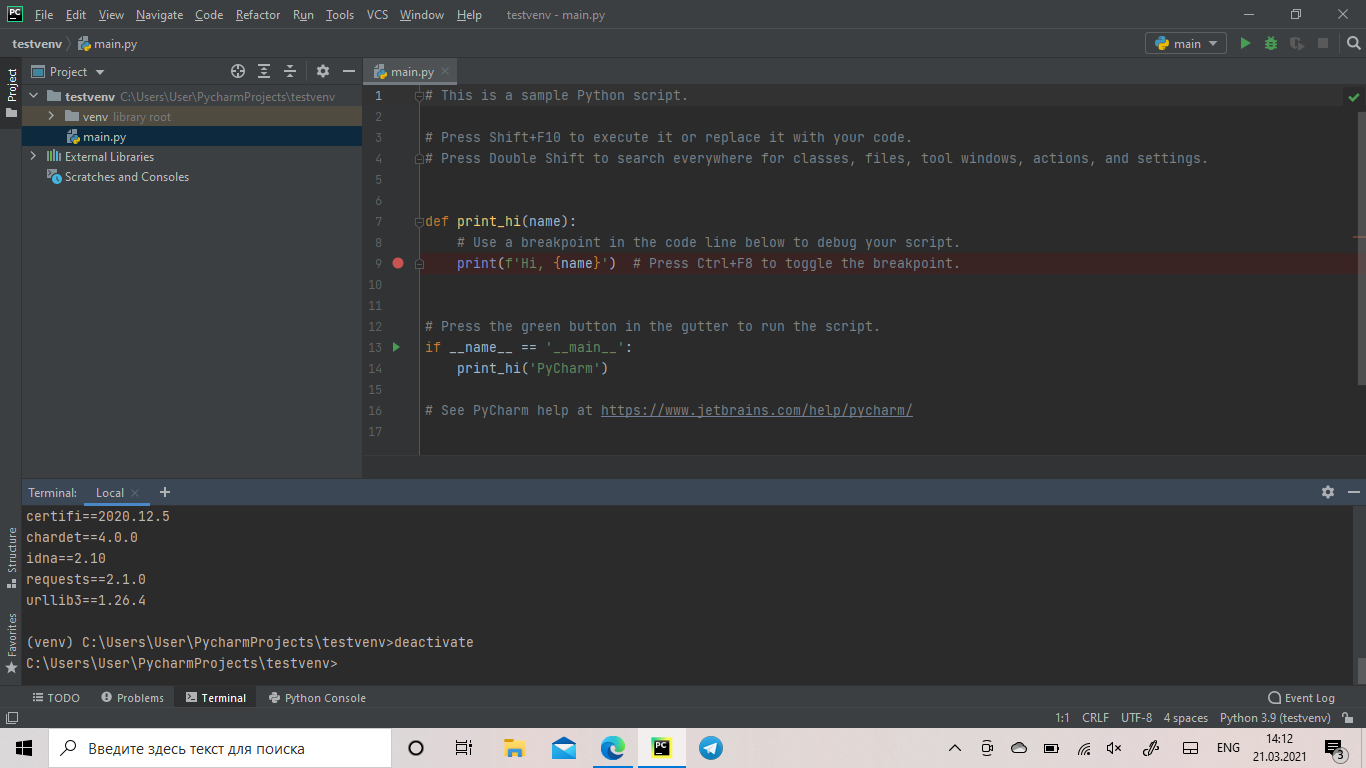 PC File Edit View Navigate Code Refactor Run Tools VCS Window Help testvenv - main.py
testvenv main.py main
Project
Project
testvenv C:\Users\User\PycharmProjects\testvenv
venv library root
main.py
External Libraries
Scratches and Consoles
main.py
1 # This is a sample Python script.
2
3 # Press Shift+F10 to execute it or replace it with your code.
4 # Press Double Shift to search everywhere for classes, files, tool windows, actions, and settings.
5
6
7 def print_hi(name):
8 # Use a breakpoint in the code line below to debug your script.
9 print(f'Hi, {name}') # Press Ctrl+F8 to toggle the breakpoint.
10
11
12 # Press the green button in the gutter to run the script.
13 if __name__ == '__main__':
14 print_hi('PyCharm')
15
16 # See PyCharm help at https://www.jetbrains.com/help/pycharm/
17
Terminal: Local
Structure
Favorites
certifi==2020.12.5
chardet==4.0.0
idna==2.10
requests==2.1.0
urllib3==1.26.4
(venv) C:\Users\User\PycharmProjects\testvenv>deactivate
C:\Users\User\PycharmProjects\testvenv>
TODO Problems Terminal Python Console Event Log
1:1 CRLF UTF-8 4 spaces Python 3.9 (testvenv)
Введите здесь текст для поиска PC ENG 14:12
21.03.2021
3